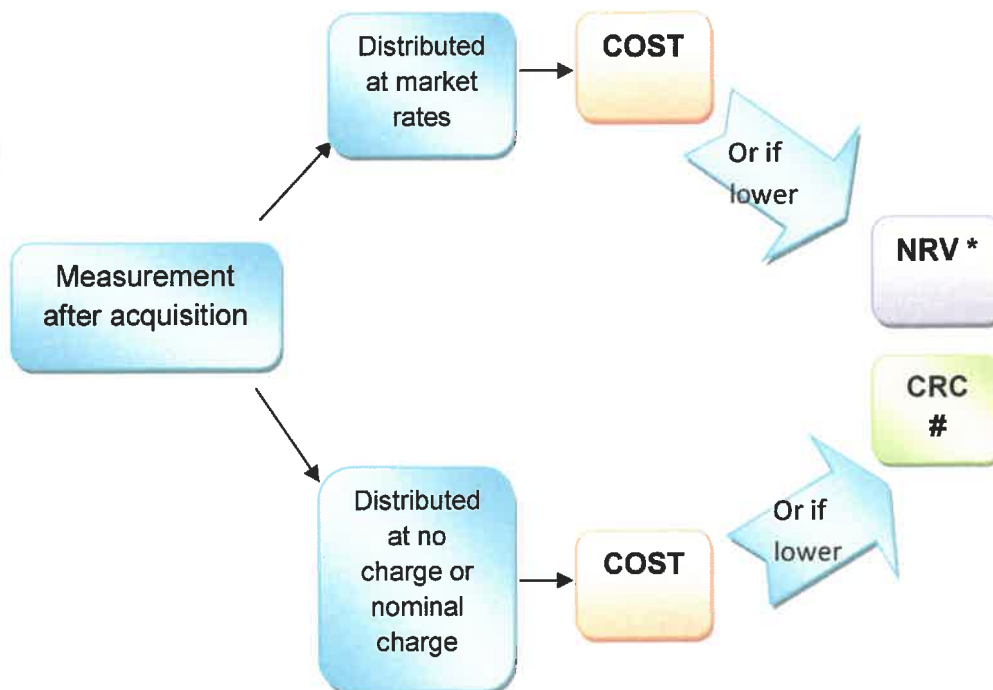 Distributed
at market
rates
COST
Or if
lower
NRV *
Measurement
after acquisition
CRC
#
Distributed
at no
charge or
nominal
charge
COST
Or if
lower